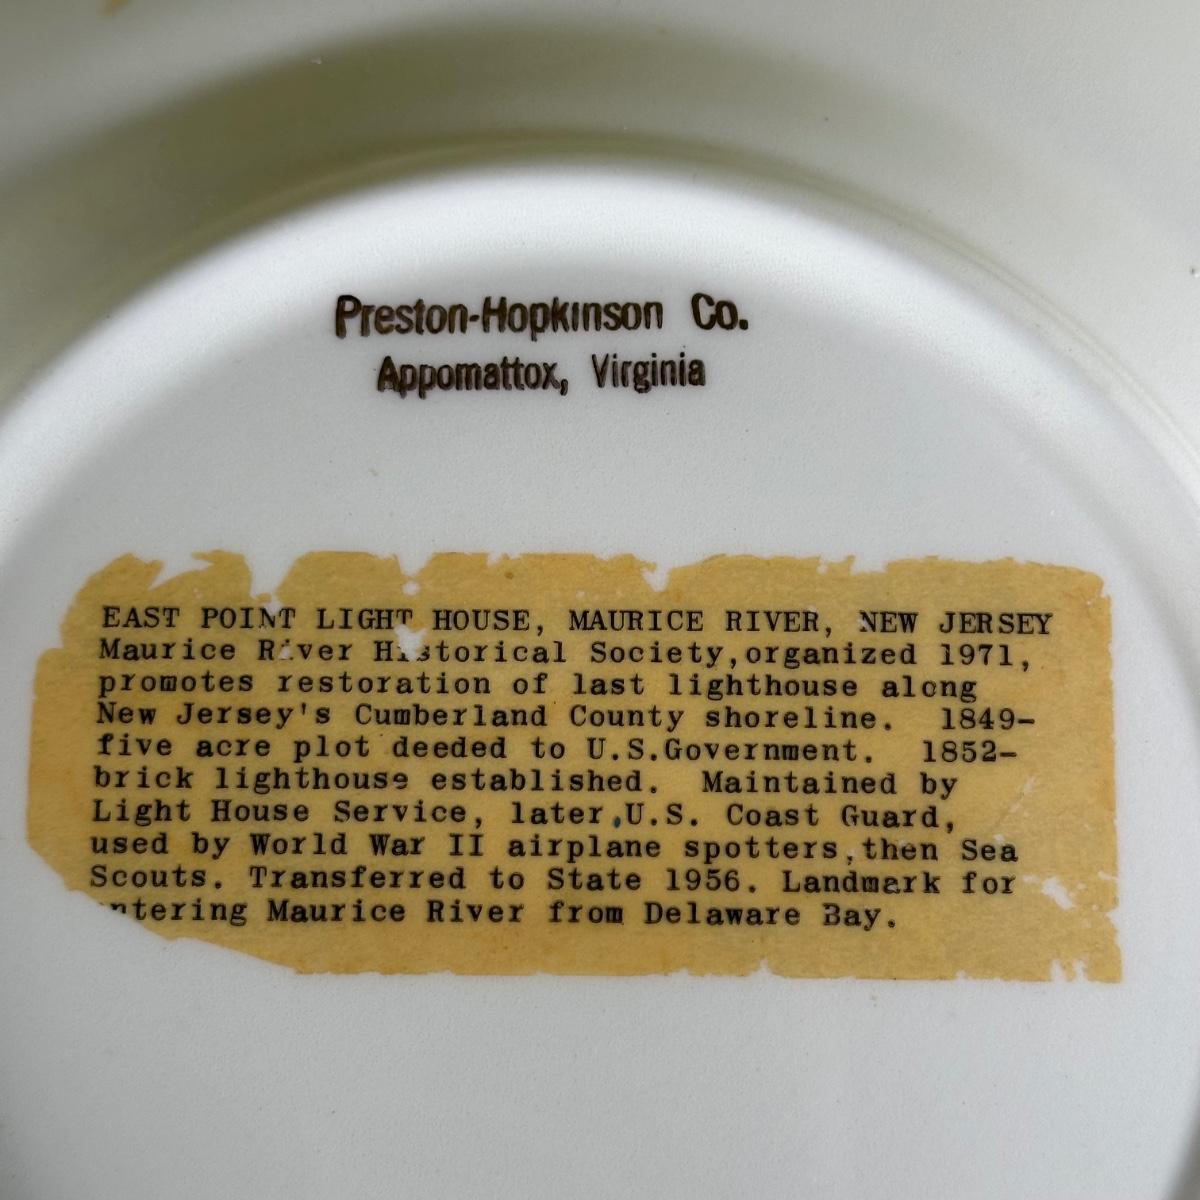 Preston-Hopkinson Co.
Appomattox, Virginia
EAST POINT LIGHT HOUSE, MAURICE RIVER, NEW JERSEY
Maurice River Historical Society,organized 1971,
promotes restoration of last lighthouse along
New Jersey's Cumberland County shoreline. 1849-
five acre plot deeded to U.S.Government. 1852-
brick lighthouse established. Maintained by
Light House Service, later,U.S. Coast Guard,
used by World War II airplane spotters,then Sea
Scouts. Transferred to State 1956. Landmark for
entering Maurice River from Delaware Bay.